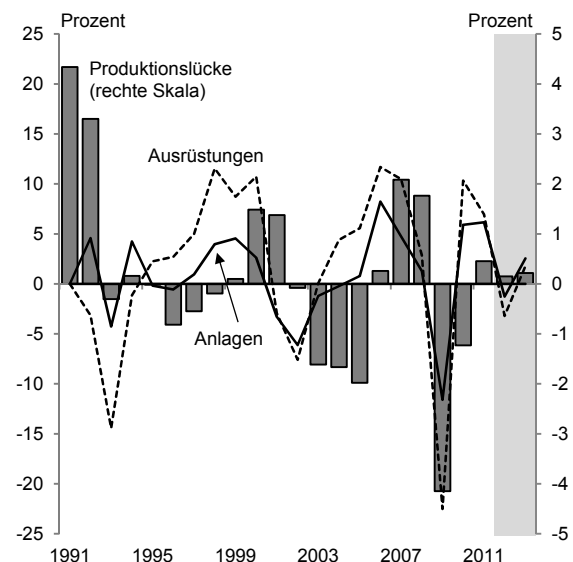 Prozent Prozent
25 5
20 4
15 3
10 2
5 1
0 0
-5 -1
-10 -2
-15 -3
-20 -4
-25 -5
Produktionslücke
(rechte Skala)
Ausrüstungen
Anlagen
1991 1995 1999 2003 2007 2011